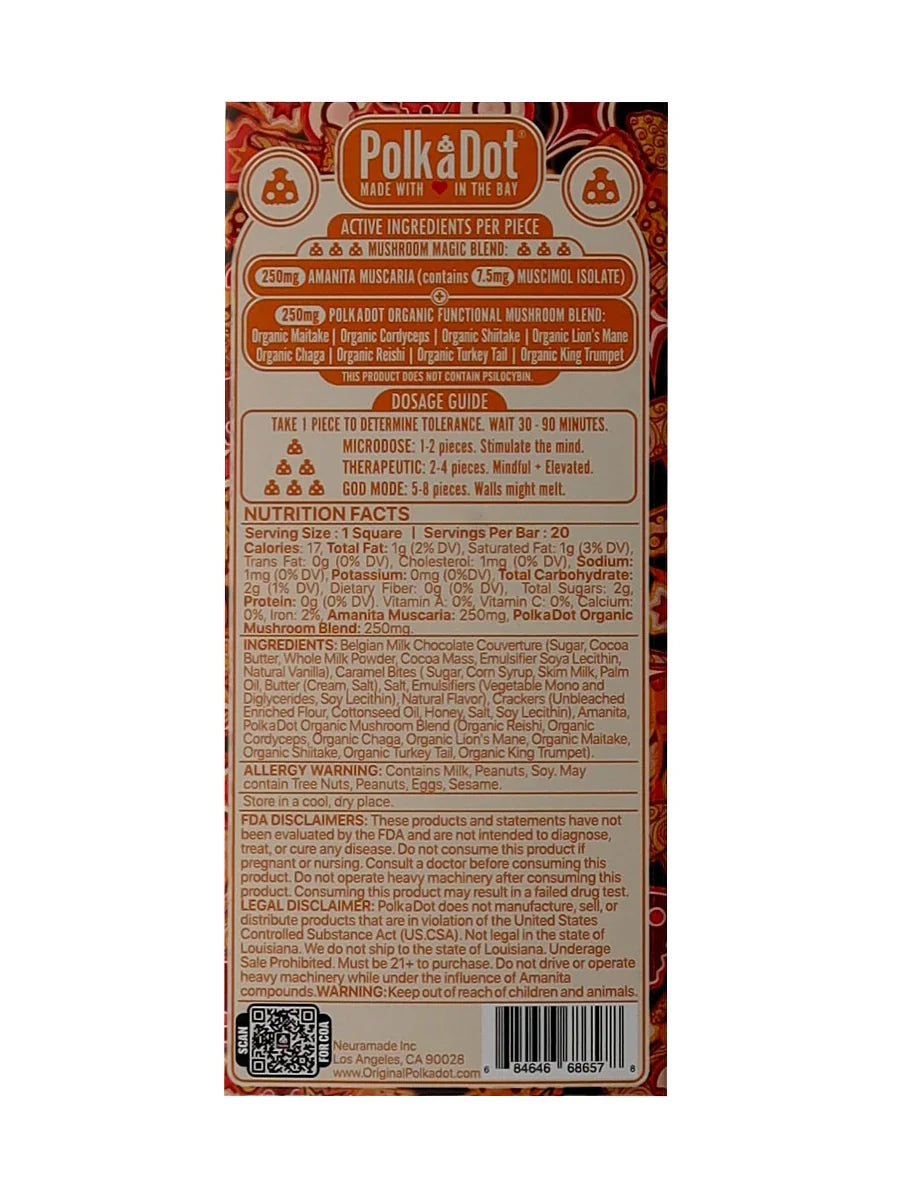 PolkaDot®
MADE WITH ❤ IN THE BAY
ACTIVE INGREDIENTS PER PIECE
MUSHROOM MAGIC BLEND:
250mg AMANITA MUSCARIA (contains 7.5mg MUSCIMOL ISOLATE)
+
250mg POLKADOT ORGANIC FUNCTIONAL MUSHROOM BLEND:
Organic Maitake | Organic Cordyceps | Organic Shiitake | Organic Lion's Mane
Organic Chaga | Organic Reishi | Organic Turkey Tail | Organic King Trumpet
THIS PRODUCT DOES NOT CONTAIN PSILOCYBIN.
DOSAGE GUIDE
TAKE 1 PIECE TO DETERMINE TOLERANCE. WAIT 30 - 90 MINUTES.
MICRODOSE: 1-2 pieces. Stimulate the mind.
THERAPEUTIC: 2-4 pieces. Mindful + Elevated.
GOD MODE: 5-8 pieces. Walls might melt.
NUTRITION FACTS
Serving Size : 1 Square | Servings Per Bar : 20
Calories: 17, Total Fat: 1g (2% DV), Saturated Fat: 1g (3% DV),
Trans Fat: 0g (0% DV), Cholesterol: 1mg (0% DV), Sodium:
1mg (0% DV), Potassium: 0mg (0%DV), Total Carbohydrate:
2g (1% DV), Dietary Fiber: 0g (0% DV), Total Sugars: 2g,
Protein: 0g (0% DV). Vitamin A: 0%, Vitamin C: 0%, Calcium:
0%, Iron: 2%, Amanita Muscaria: 250mg, PolkaDot Organic
Mushroom Blend: 250mg.
INGREDIENTS: Belgian Milk Chocolate Couverture (Sugar, Cocoa
Butter, Whole Milk Powder, Cocoa Mass, Emulsifier Soya Lecithin,
Natural Vanilla), Caramel Bites ( Sugar, Corn Syrup, Skim Milk, Palm
Oil, Butter (Cream, Salt), Salt, Emulsifiers (Vegetable Mono and
Diglycerides, Soy Lecithin), Natural Flavor), Crackers (Unbleached
Enriched Flour, Cottonseed Oil, Honey, Salt, Soy Lecithin), Amanita,
PolkaDot Organic Mushroom Blend (Organic Reishi, Organic
Cordyceps, Organic Chaga, Organic Lion's Mane, Organic Maitake,
Organic Shiitake, Organic Turkey Tail, Organic King Trumpet).
ALLERGY WARNING: Contains Milk, Peanuts, Soy. May
contain Tree Nuts, Peanuts, Eggs, Sesame.
Store in a cool, dry place.
FDA DISCLAIMERS: These products and statements have not
been evaluated by the FDA and are not intended to diagnose,
treat, or cure any disease. Do not consume this product if
pregnant or nursing. Consult a doctor before consuming this
product. Do not operate heavy machinery after consuming this
product. Consuming this product may result in a failed drug test.
LEGAL DISCLAIMER: PolkaDot does not manufacture, sell, or
distribute products that are in violation of the United States
Controlled Substance Act (US.CSA). Not legal in the state of
Louisiana. We do not ship to the state of Louisiana. Underage
Sale Prohibited. Must be 21+ to purchase. Do not drive or operate
heavy machinery while under the influence of Amanita
compounds. WARNING: Keep out of reach of children and animals.
SCAN
FOR COA
Neuramade Inc
Los Angeles, CA 90028
www.OriginalPolkadot.com
6 84646 68657 8